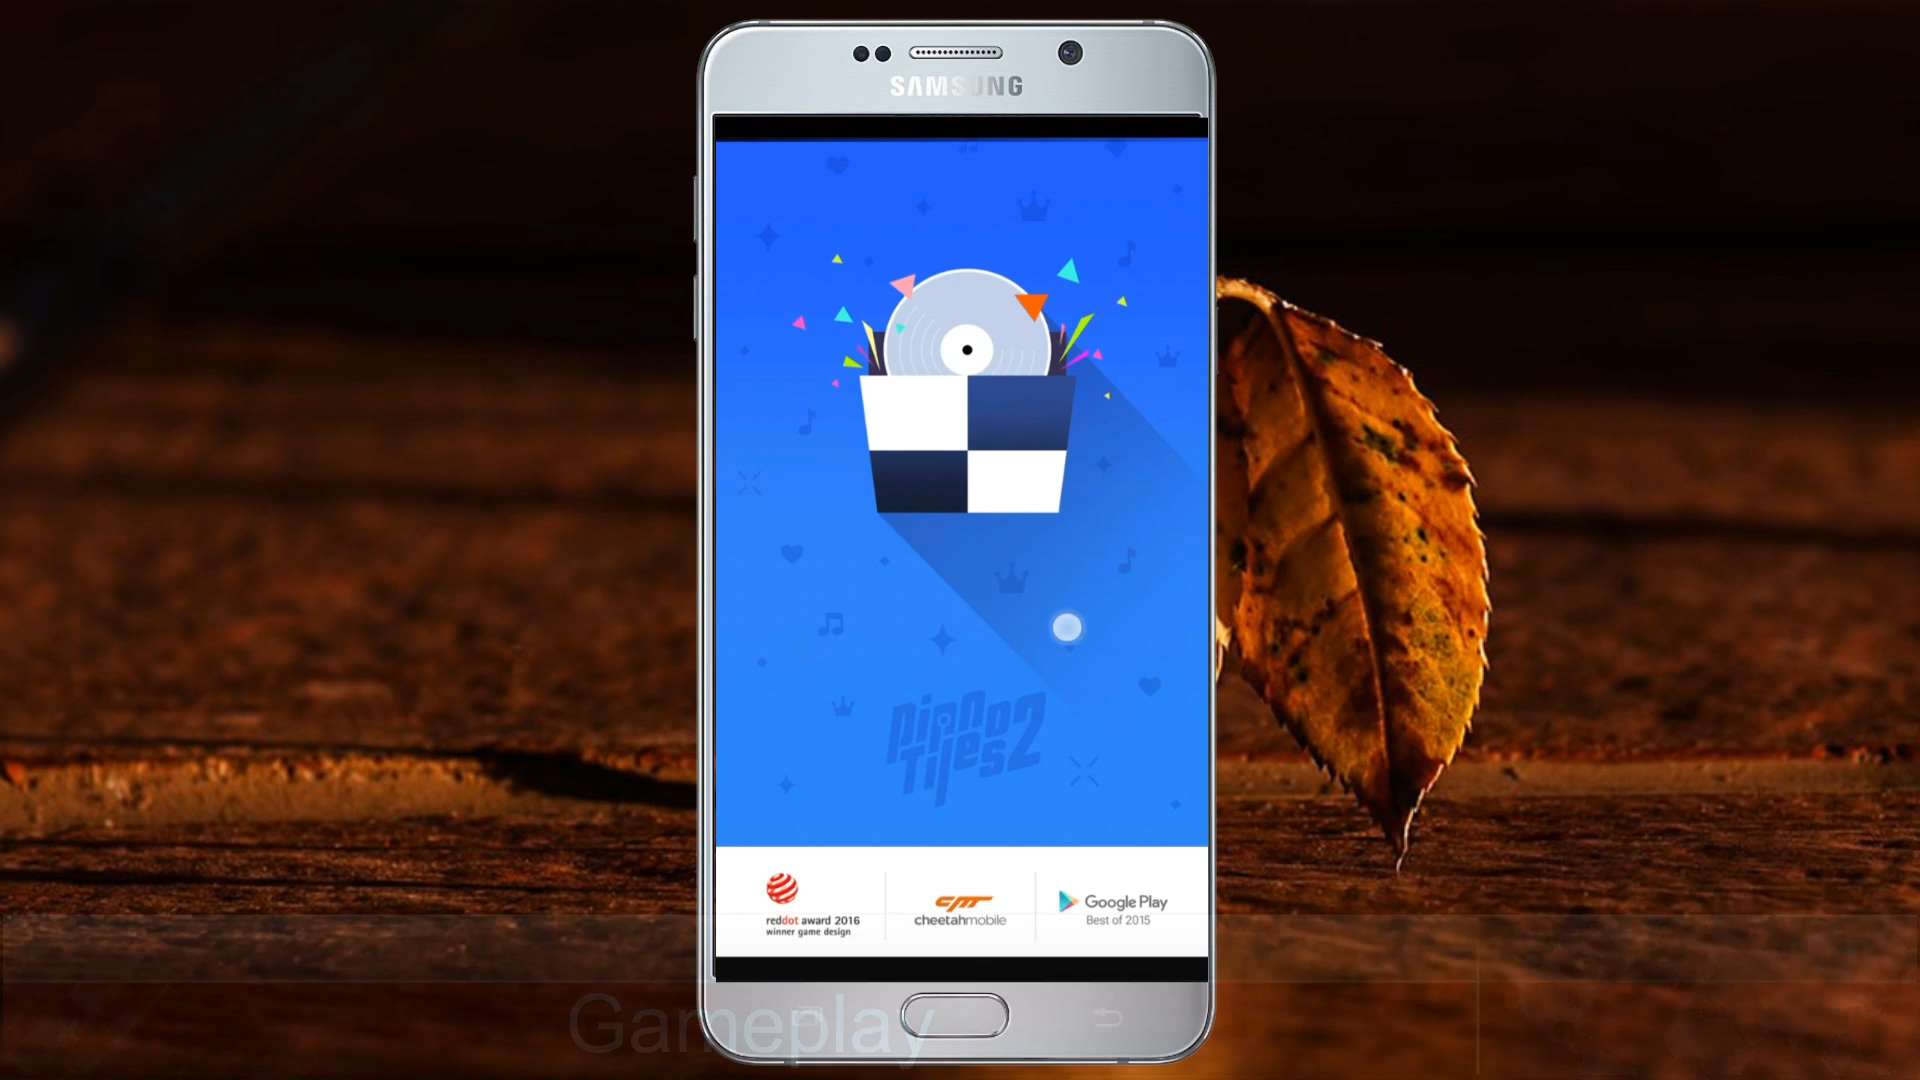 SAMSUNG
Piano
Tiles 2
reddot award 2016
winner game design
cheetahmobile
Google Play
Best of 2015
Gameplay